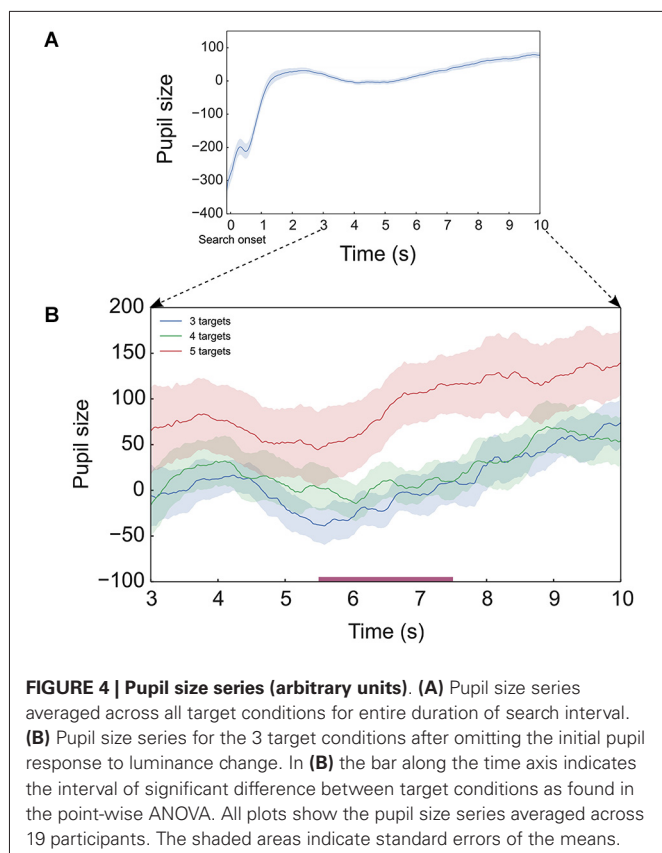 A
100
0
−100
−200
−300
−400
Pupil size
0 1 2 3 4 5 6 7 8 9 10
Search onset
Time (s)
B
200
150
100
50
0
−50
−100
Pupil size
3 targets
4 targets
5 targets
3 4 5 6 7 8 9 10
Time (s)
FIGURE 4 | Pupil size series (arbitrary units). (A) Pupil size series
averaged across all target conditions for entire duration of search interval.
(B) Pupil size series for the 3 target conditions after omitting the initial pupil
response to luminance change. In (B) the bar along the time axis indicates
the interval of significant difference between target conditions as found in
the point-wise ANOVA. All plots show the pupil size series averaged across
19 participants. The shaded areas indicate standard errors of the means.